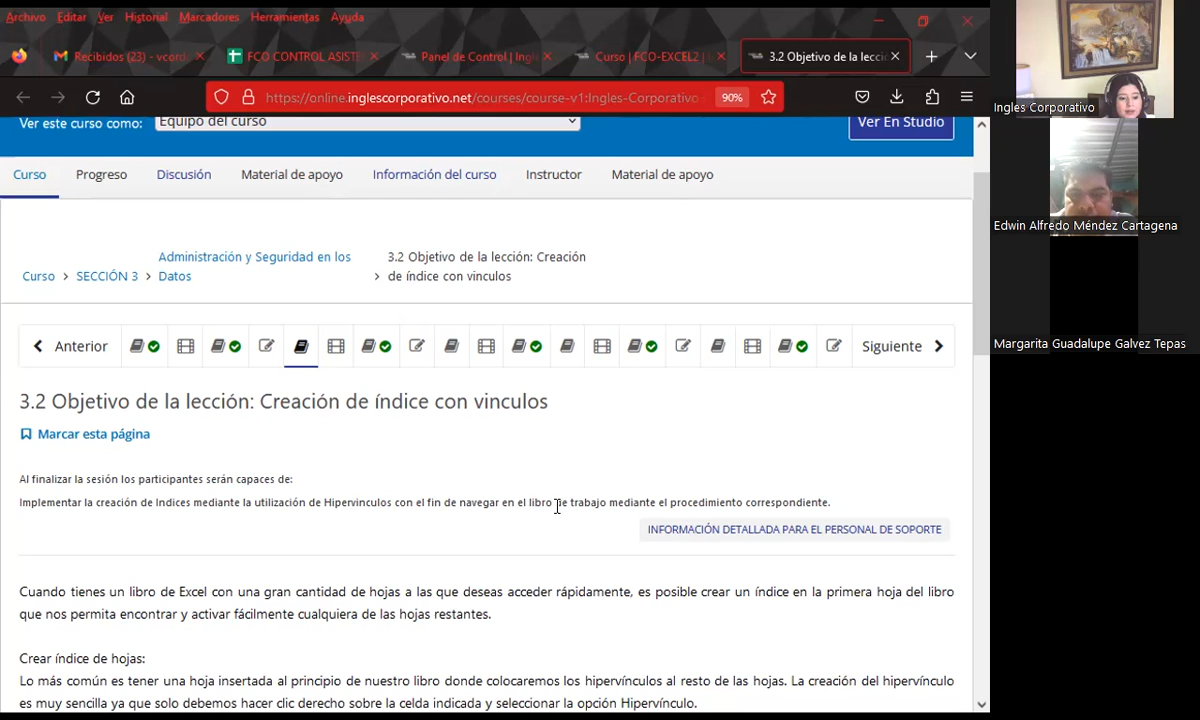 Archivo Editar Ver Historial Marcadores Herramientas Ayuda
Recibidos (23) - vcord
FCO CONTROL ASISTE
Panel de Control | Ingl
Curso | FCO-EXCEL2 |
3.2 Objetivo de la lecció
https://online.inglescorporativo.net/courses/course-v1:Ingles-Corporativo
90%
Ver este curso como:
Equipo del curso
Ver En Studio
Curso Progreso Discusión Material de apoyo Información del curso Instructor Material de apoyo
Curso > SECCIÓN 3 > Administración y Seguridad en los Datos > 3.2 Objetivo de la lección: Creación de índice con vinculos
Anterior
Siguiente
3.2 Objetivo de la lección: Creación de índice con vinculos
Marcar esta página
Al finalizar la sesión los participantes serán capaces de:
Implementar la creación de Indices mediante la utilización de Hipervinculos con el fin de navegar en el libro de trabajo mediante el procedimiento correspondiente.
INFORMACIÓN DETALLADA PARA EL PERSONAL DE SOPORTE
Cuando tienes un libro de Excel con una gran cantidad de hojas a las que deseas acceder rápidamente, es posible crear un índice en la primera hoja del libro
que nos permita encontrar y activar fácilmente cualquiera de las hojas restantes.
Crear índice de hojas:
Lo más común es tener una hoja insertada al principio de nuestro libro donde colocaremos los hipervínculos al resto de las hojas. La creación del hipervínculo
es muy sencilla ya que solo debemos hacer clic derecho sobre la celda indicada y seleccionar la opción Hipervínculo.
Ingles Corporativo
Edwin Alfredo Méndez Cartagena
Margarita Guadalupe Galvez Tepas